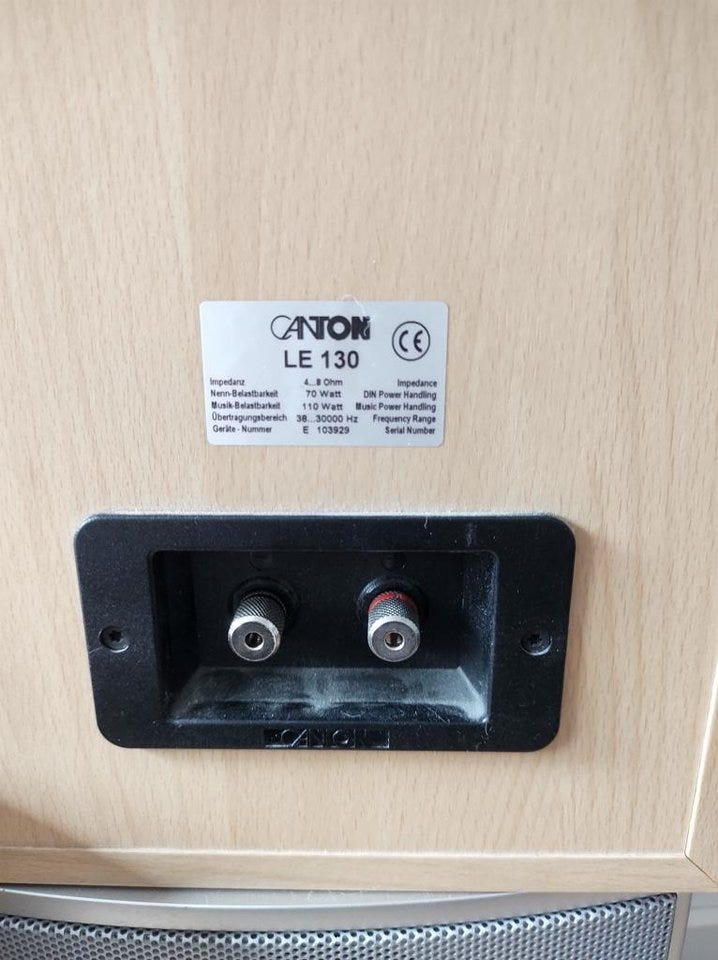 CANTON
CE
LE 130
Impedanz 4...8 Ohm Impedance
Nenn-Belastbarkeit 70 Watt DIN Power Handling
Musik-Belastbarkeit 110 Watt Music Power Handling
Übertragungsbereich 38...30000 Hz Frequency Range
Geräte - Nummer E 103929 Serial Number
CANTON